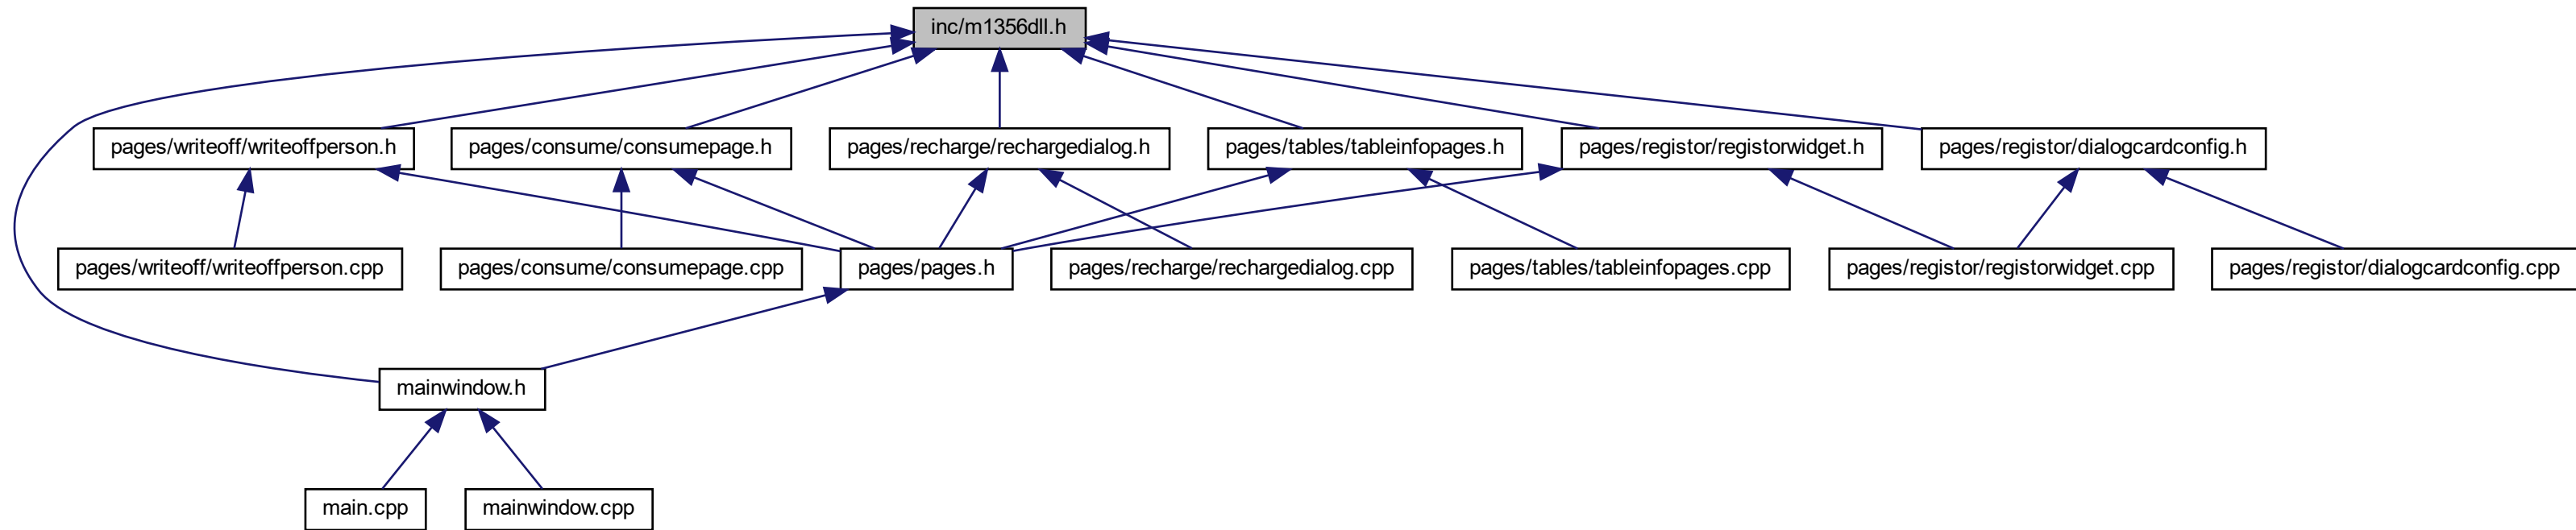 inc/m1356dll.h
pages/writeoff/writeoffperson.h
pages/consume/consumepage.h
pages/recharge/rechargedialog.h
pages/tables/tableinfopages.h
pages/registor/registorwidget.h
pages/registor/dialogcardconfig.h
pages/writeoff/writeoffperson.cpp
pages/consume/consumepage.cpp
pages/pages.h
pages/recharge/rechargedialog.cpp
pages/tables/tableinfopages.cpp
pages/registor/registorwidget.cpp
pages/registor/dialogcardconfig.cpp
mainwindow.h
main.cpp
mainwindow.cpp